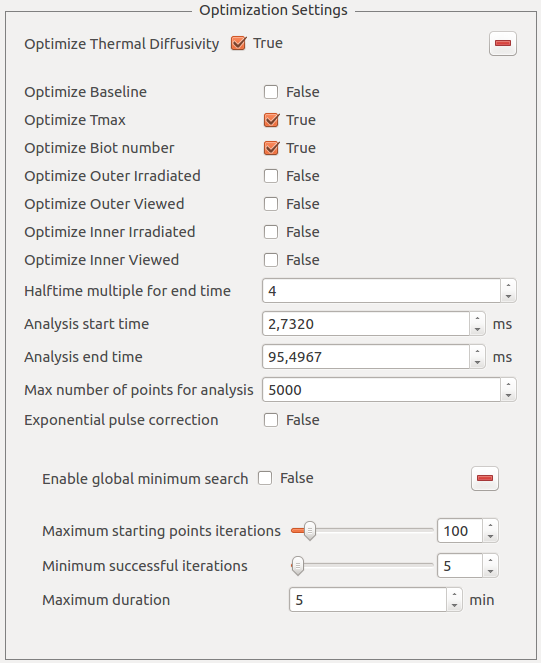 Optimization Settings
Optimize Thermal Diffusivity True
Optimize Baseline False
Optimize Tmax True
Optimize Biot number True
Optimize Outer Irradiated False
Optimize Outer Viewed False
Optimize Inner Irradiated False
Optimize Inner Viewed False
Halftime multiple for end time 4
Analysis start time 2,7320 ms
Analysis end time 95,4967 ms
Max number of points for analysis 5000
Exponential pulse correction False
Enable global minimum search False
Maximum starting points iterations 100
Minimum successful iterations 5
Maximum duration 5 min